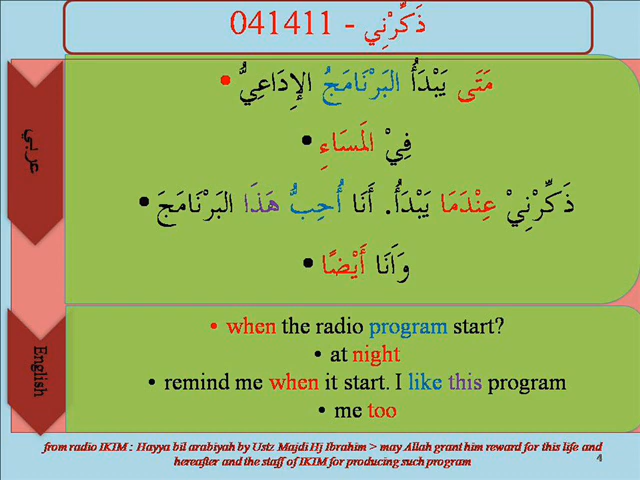 ذَكِّرْنِي - 041411
مَتَى يَبْدَأُ البَرْنَامَجُ الإِذَاعِيُّ •
فِيْ المَسَاءِ •
ذَكِّرْنِيْ عِنْدَمَا يَبْدَأُ. أَنَا أُحِبُّ هَذَا البَرْنَامَجَ •
وَأَنَا أَيْضًا •
عربي
• when the radio program start?
• at night
• remind me when it start. I like this program
• me too
English
from radio IKIM : Hayya bil arabiyah by Ustz Majdi Hj Ibrahim > may Allah grant him reward for this life and
hereafter and the staff of IKIM for producing such program
4